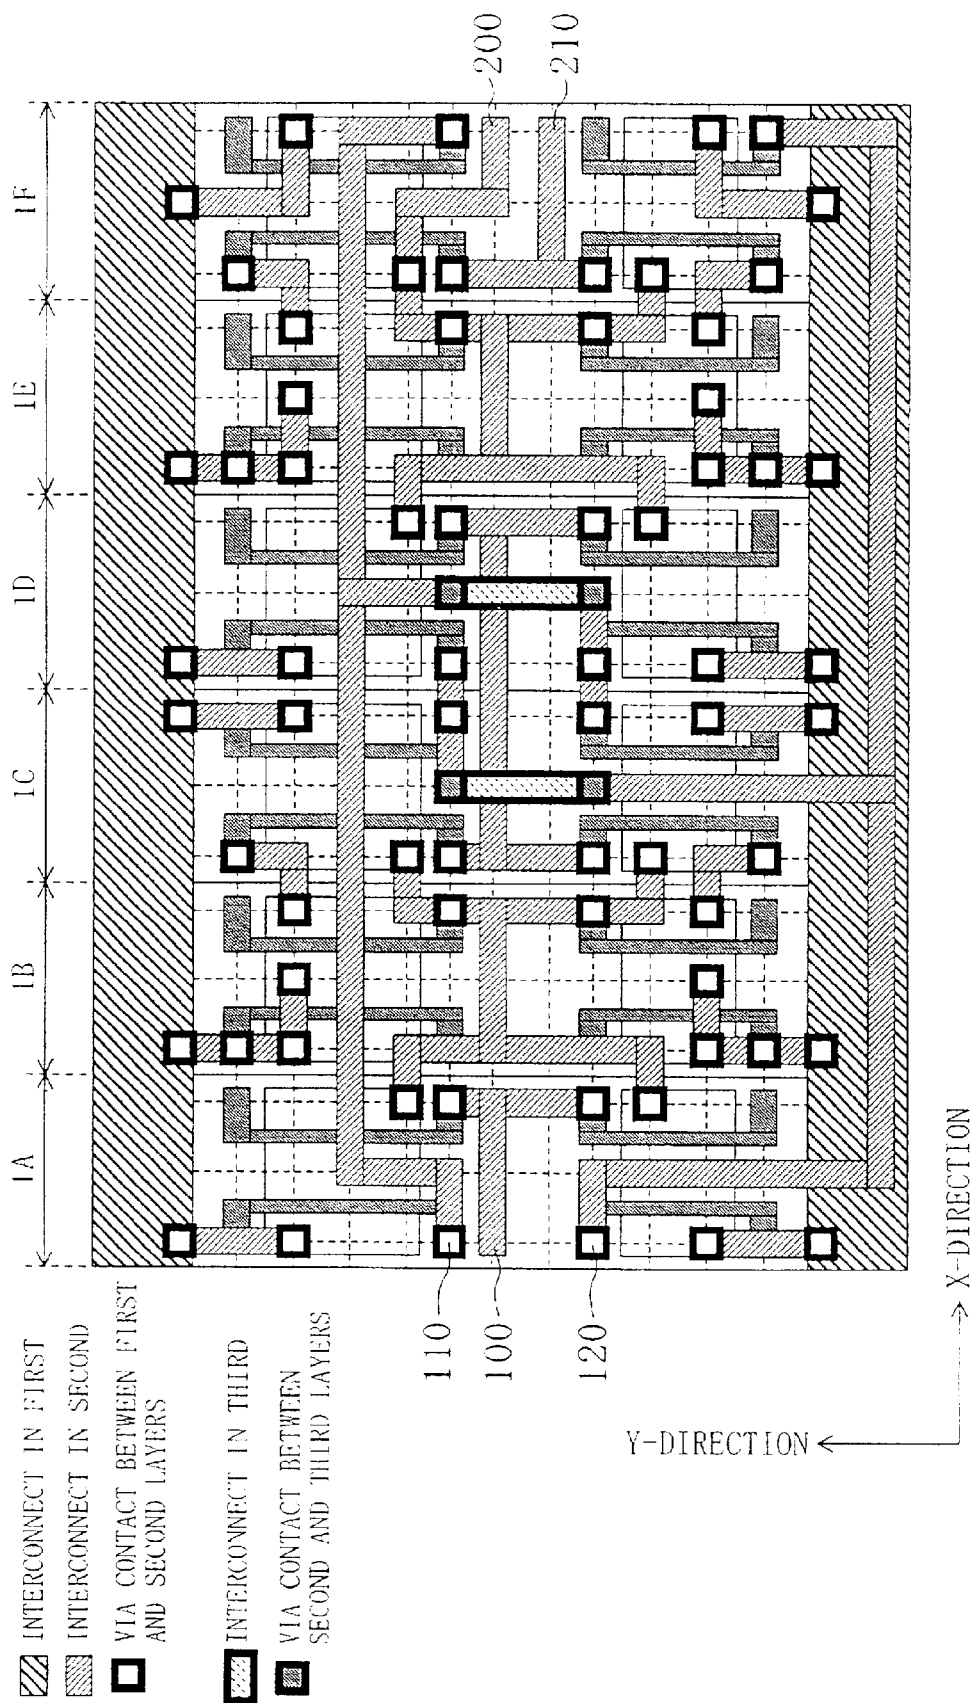 1A
1B
1C
1D
1E
1F
200
210
110
100
120
INTERCONNECT IN FIRST
INTERCONNECT IN SECOND
VIA CONTACT BETWEEN FIRST
AND SECOND LAYERS
INTERCONNECT IN THIRD
VIA CONTACT BETWEEN
SECOND AND THIRD LAYERS
Y-DIRECTION
X-DIRECTION